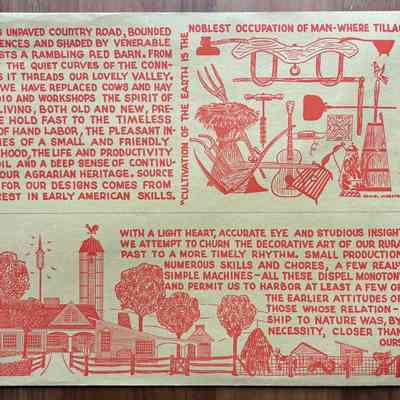 UNPAVED COUNTRY ROAD, BOUNDED
ENCES AND SHADED BY VENERABLE
STS A RAMBLING RED BARN. FROM
THE QUIET CURVES OF THE CONN-
S IT THREADS OUR LOVELY VALLEY.
WE HAVE REPLACED COWS AND HAY
DIO AND WORKSHOPS THE SPIRIT OF
LIVING, BOTH OLD AND NEW, PRE-
E HOLD FAST TO THE TIMELESS
OF HAND LABOR, THE PLEASANT IN-
IES OF A SMALL AND FRIENDLY
HOOD, THE LIFE AND PRODUCTIVITY
OIL AND A DEEP SENSE OF CONTINU-
OUR AGRARIAN HERITAGE. SOURCE
FOR OUR DESIGNS COMES FROM
REST IN EARLY AMERICAN SKILLS.
"CULTIVATION OF THE EARTH IS THE
NOBLEST OCCUPATION OF MAN-WHERE TILLAG
WITH A LIGHT HEART, ACCURATE EYE AND STUDIOUS INSIGHT
WE ATTEMPT TO CHURN THE DECORATIVE ART OF OUR RURA
PAST TO A MORE TIMELY RHYTHM. SMALL PRODUCTION
NUMEROUS SKILLS AND CHORES, A FEW REALLY
SIMPLE MACHINES—ALL THESE DISPEL MONOTONY
AND PERMIT US TO HARBOR AT LEAST A FEW OF
THE EARLIER ATTITUDES OF
THOSE WHOSE RELATION-
SHIP TO NATURE WAS, BY
NECESSITY, CLOSER THAN
OURS